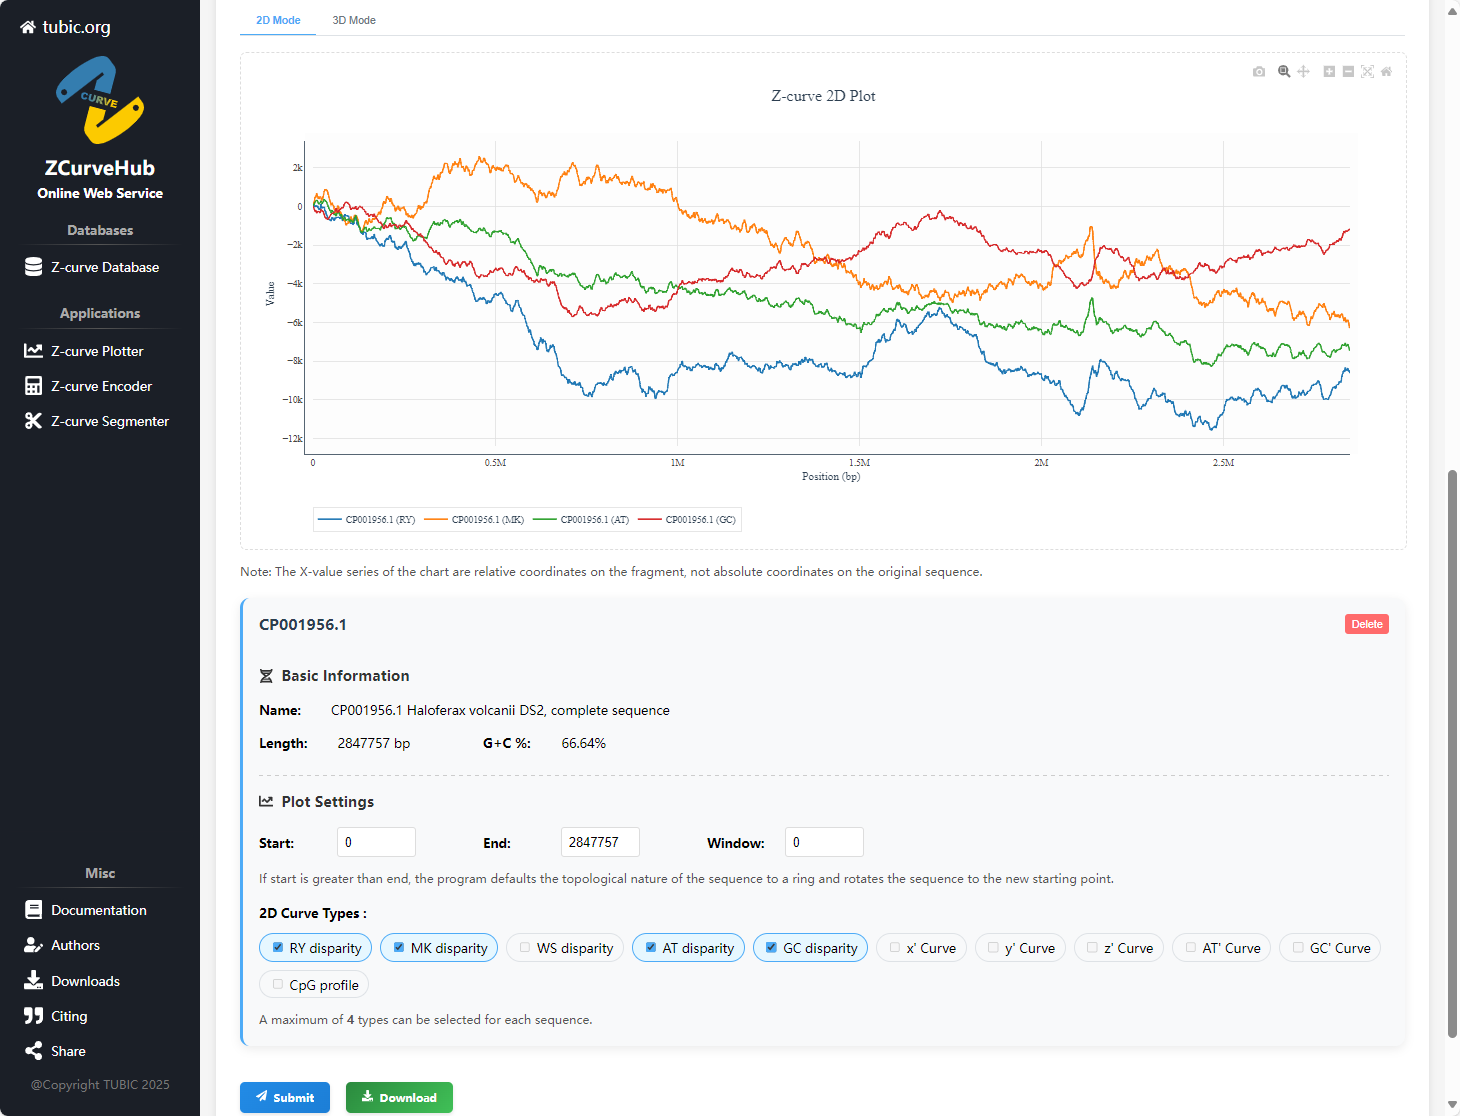 tubic.org
CURVE
ZCurveHub
Online Web Service
Databases
Z-curve Database
Applications
Z-curve Plotter
Z-curve Encoder
Z-curve Segmenter
Misc
Documentation
Authors
Downloads
Citing
Share
@Copyright TUBIC 2025
2D Mode 3D Mode
Z-curve 2D Plot
2k
0
−2k
−4k
−6k
−8k
−10k
−12k
Value
0 0.5M 1M 1.5M 2M 2.5M
Position (bp)
CP001956.1 (RY) CP001956.1 (MK) CP001956.1 (AT) CP001956.1 (GC)
Note: The X-value series of the chart are relative coordinates on the fragment, not absolute coordinates on the original sequence.
CP001956.1 Delete
Basic Information
Name: CP001956.1 Haloferax volcanii DS2, complete sequence
Length: 2847757 bp G+C %: 66.64%
Plot Settings
Start: 0 End: 2847757 Window: 0
If start is greater than end, the program defaults the topological nature of the sequence to a ring and rotates the sequence to the new starting point.
2D Curve Types :
RY disparity MK disparity WS disparity AT disparity GC disparity x' Curve y' Curve z' Curve AT' Curve GC' Curve
CpG profile
A maximum of 4 types can be selected for each sequence.
Submit Download